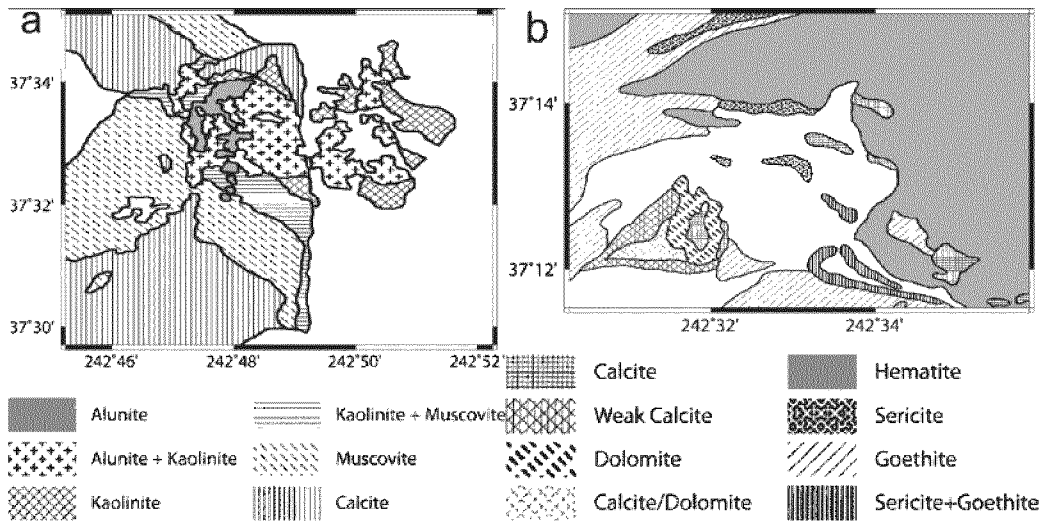 a
b
37°34'
37°32'
37°30'
242°46'
242°48'
242°50'
242°52'
37°14'
37°12'
242°32'
242°34'
Alunite
Alunite + Kaolinite
Kaolinite
Kaolinite + Muscovite
Muscovite
Calcite
Calcite
Weak Calcite
Dolomite
Calcite/Dolomite
Hematite
Sericite
Goethite
Sericite+Goethite